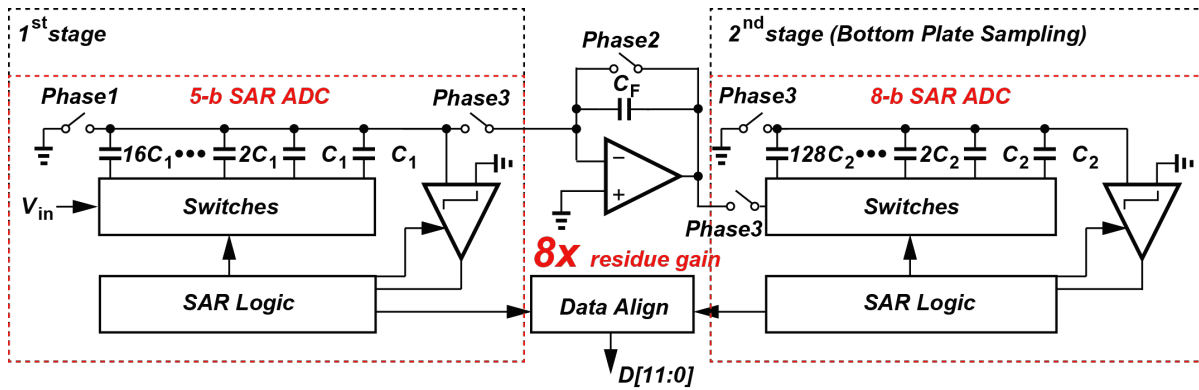 1st stage
2nd stage (Bottom Plate Sampling)
Phase2
CF
Phase1
5-b SAR ADC
Phase3
Phase3
8-b SAR ADC
16C1 ••• 2C1 C1 C1
− +
128C2 ••• 2C2 C2 C2
Vin
Switches
Phase3
Switches
8x residue gain
SAR Logic
Data Align
SAR Logic
D[11:0]